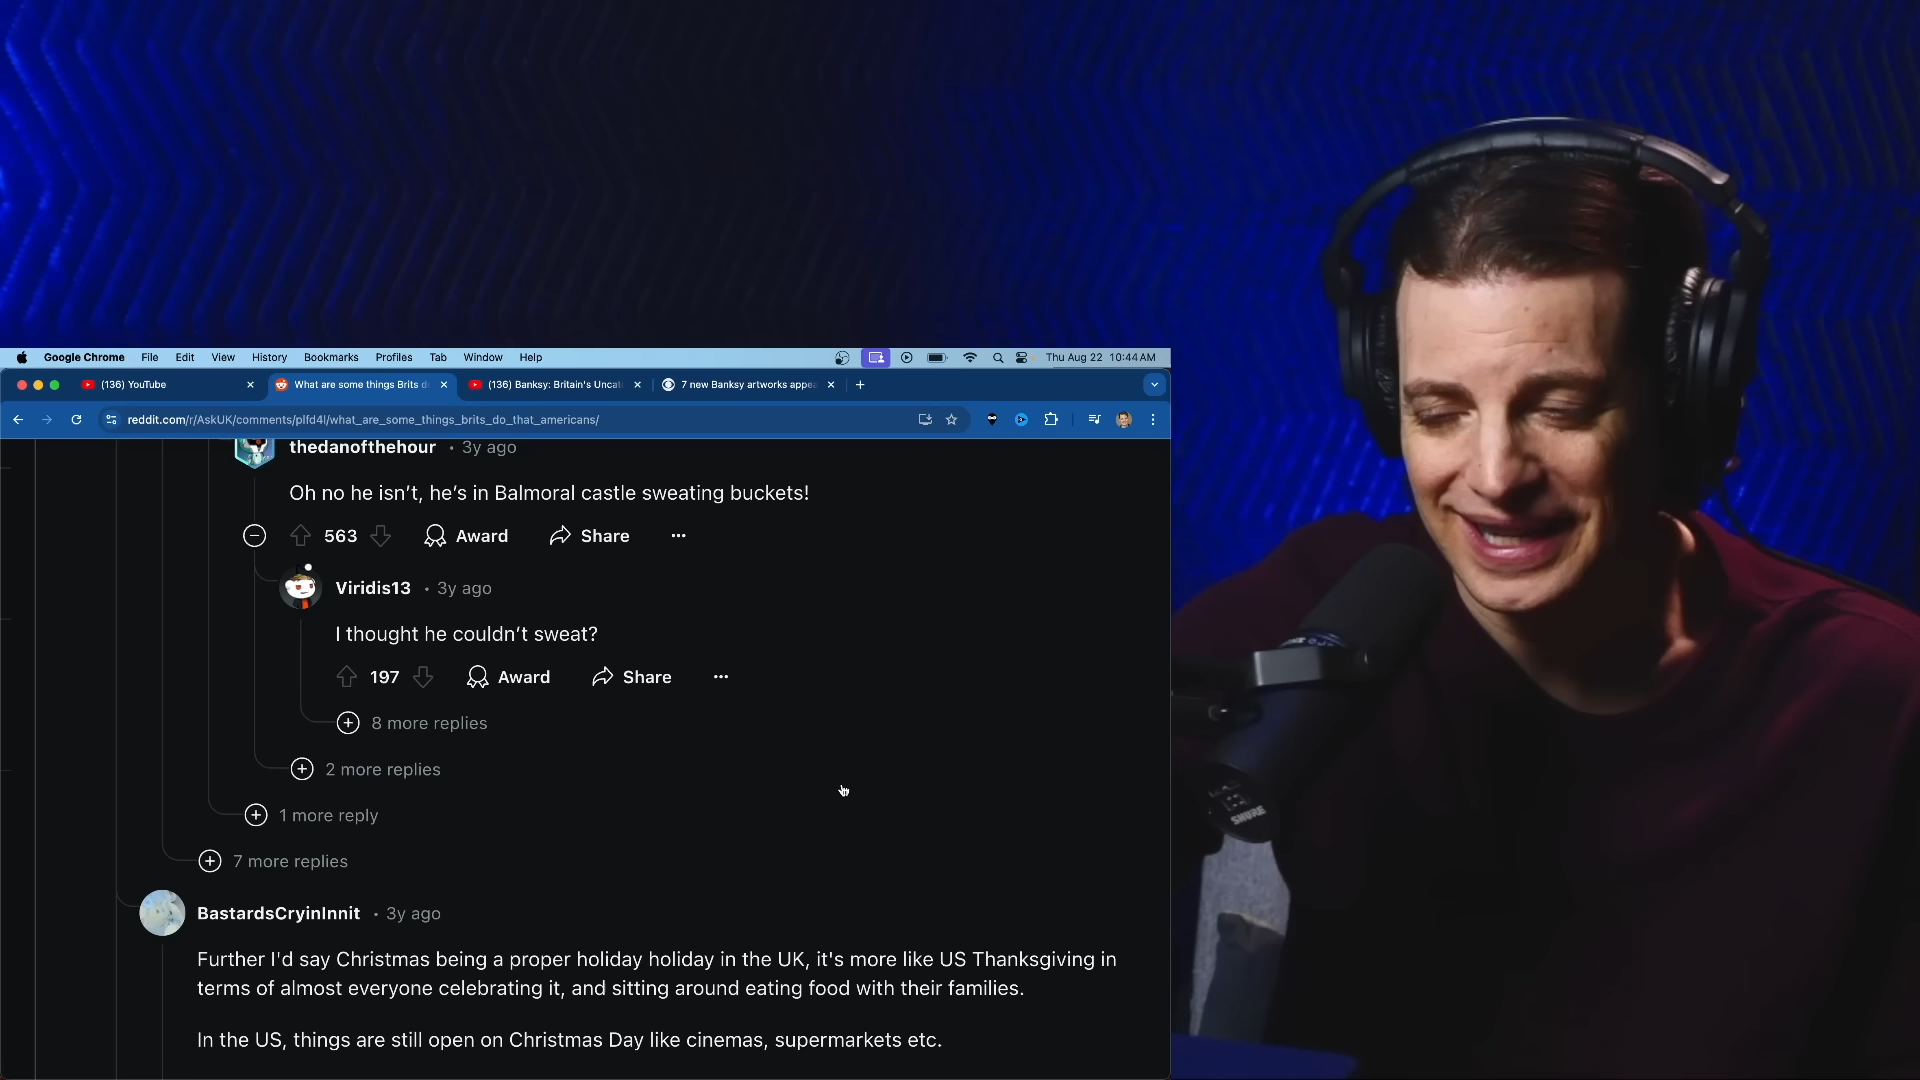 Google Chrome File Edit View History Bookmarks Profiles Tab Window Help Thu Aug 22 10:44AM
(136) YouTube What are some things Brits d (136) Banksy: Britain's Uncat 7 new Banksy artworks appea
reddit.com/r/AskUK/comments/plfd4l/what_are_some_things_brits_do_that_americans/
thedanofthehour • 3y ago
Oh no he isn’t, he’s in Balmoral castle sweating buckets!
563 Award Share ...
Viridis13 • 3y ago
I thought he couldn’t sweat?
197 Award Share ...
8 more replies
2 more replies
1 more reply
7 more replies
BastardsCryinInnit • 3y ago
Further I'd say Christmas being a proper holiday holiday in the UK, it's more like US Thanksgiving in
terms of almost everyone celebrating it, and sitting around eating food with their families.
In the US, things are still open on Christmas Day like cinemas, supermarkets etc.
SHURE